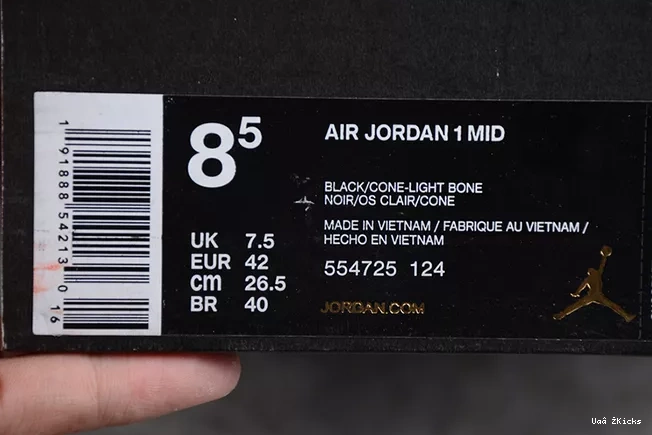 1 91888 54213 0 16
8⁵
UK 7.5
EUR 42
cm 26.5
BR 40
AIR JORDAN 1 MID
BLACK/CONE-LIGHT BONE
NOIR/OS CLAIR/CONE
MADE IN VIETNAM / FABRIQUE AU VIETNAM /
HECHO EN VIETNAM
554725 124
JORDAN.COM
Uaâ ŽKicks